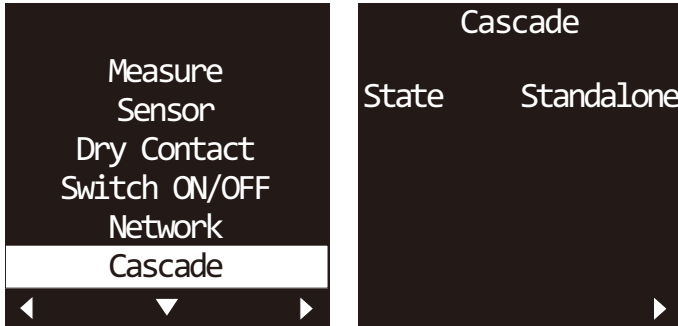 Measure
Sensor
Dry Contact
Switch ON/OFF
Network
Cascade
Cascade
State Standalone